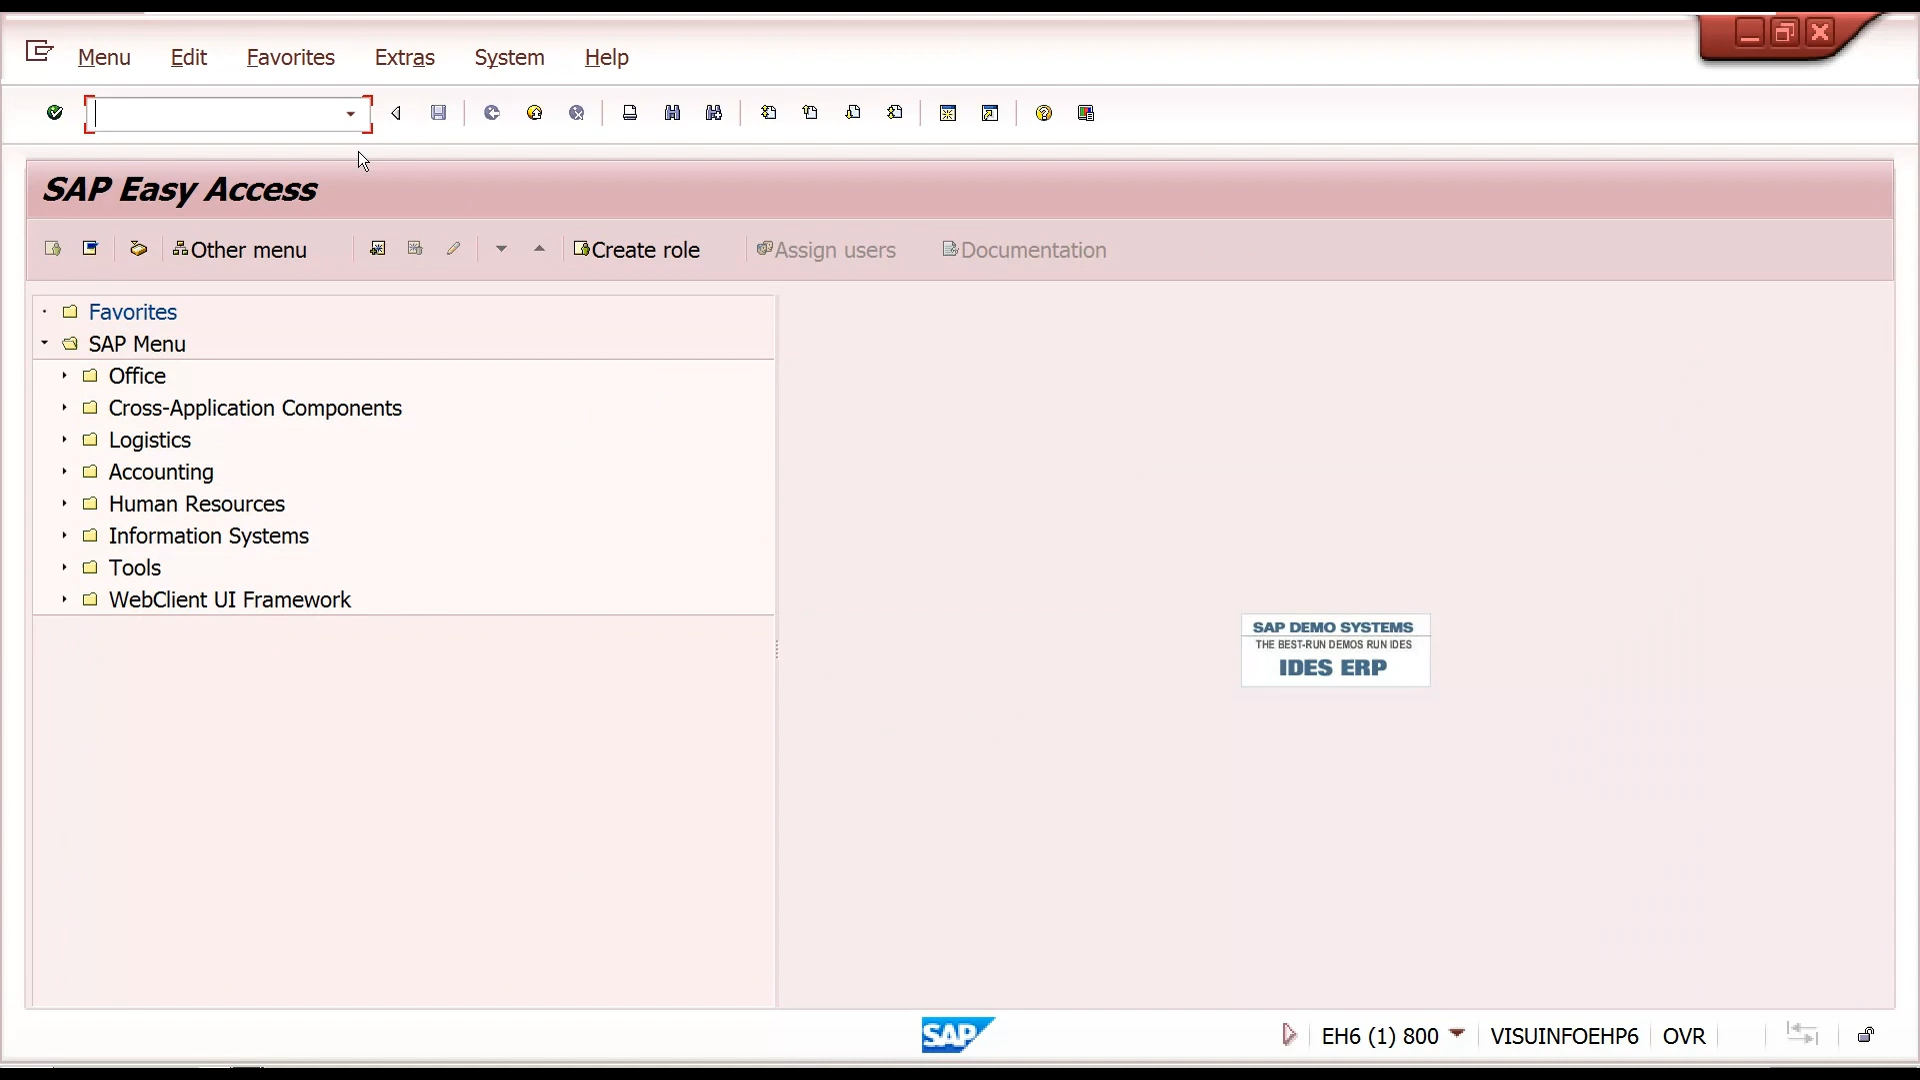 Menu Edit Favorites Extras System Help
SAP Easy Access
Other menu Create role Assign users Documentation
Favorites
SAP Menu
Office
Cross-Application Components
Logistics
Accounting
Human Resources
Information Systems
Tools
WebClient UI Framework
SAP DEMO SYSTEMS
THE BEST-RUN DEMOS RUN IDES
IDES ERP
SAP EH6 (1) 800 VISUINFOEHP6 OVR